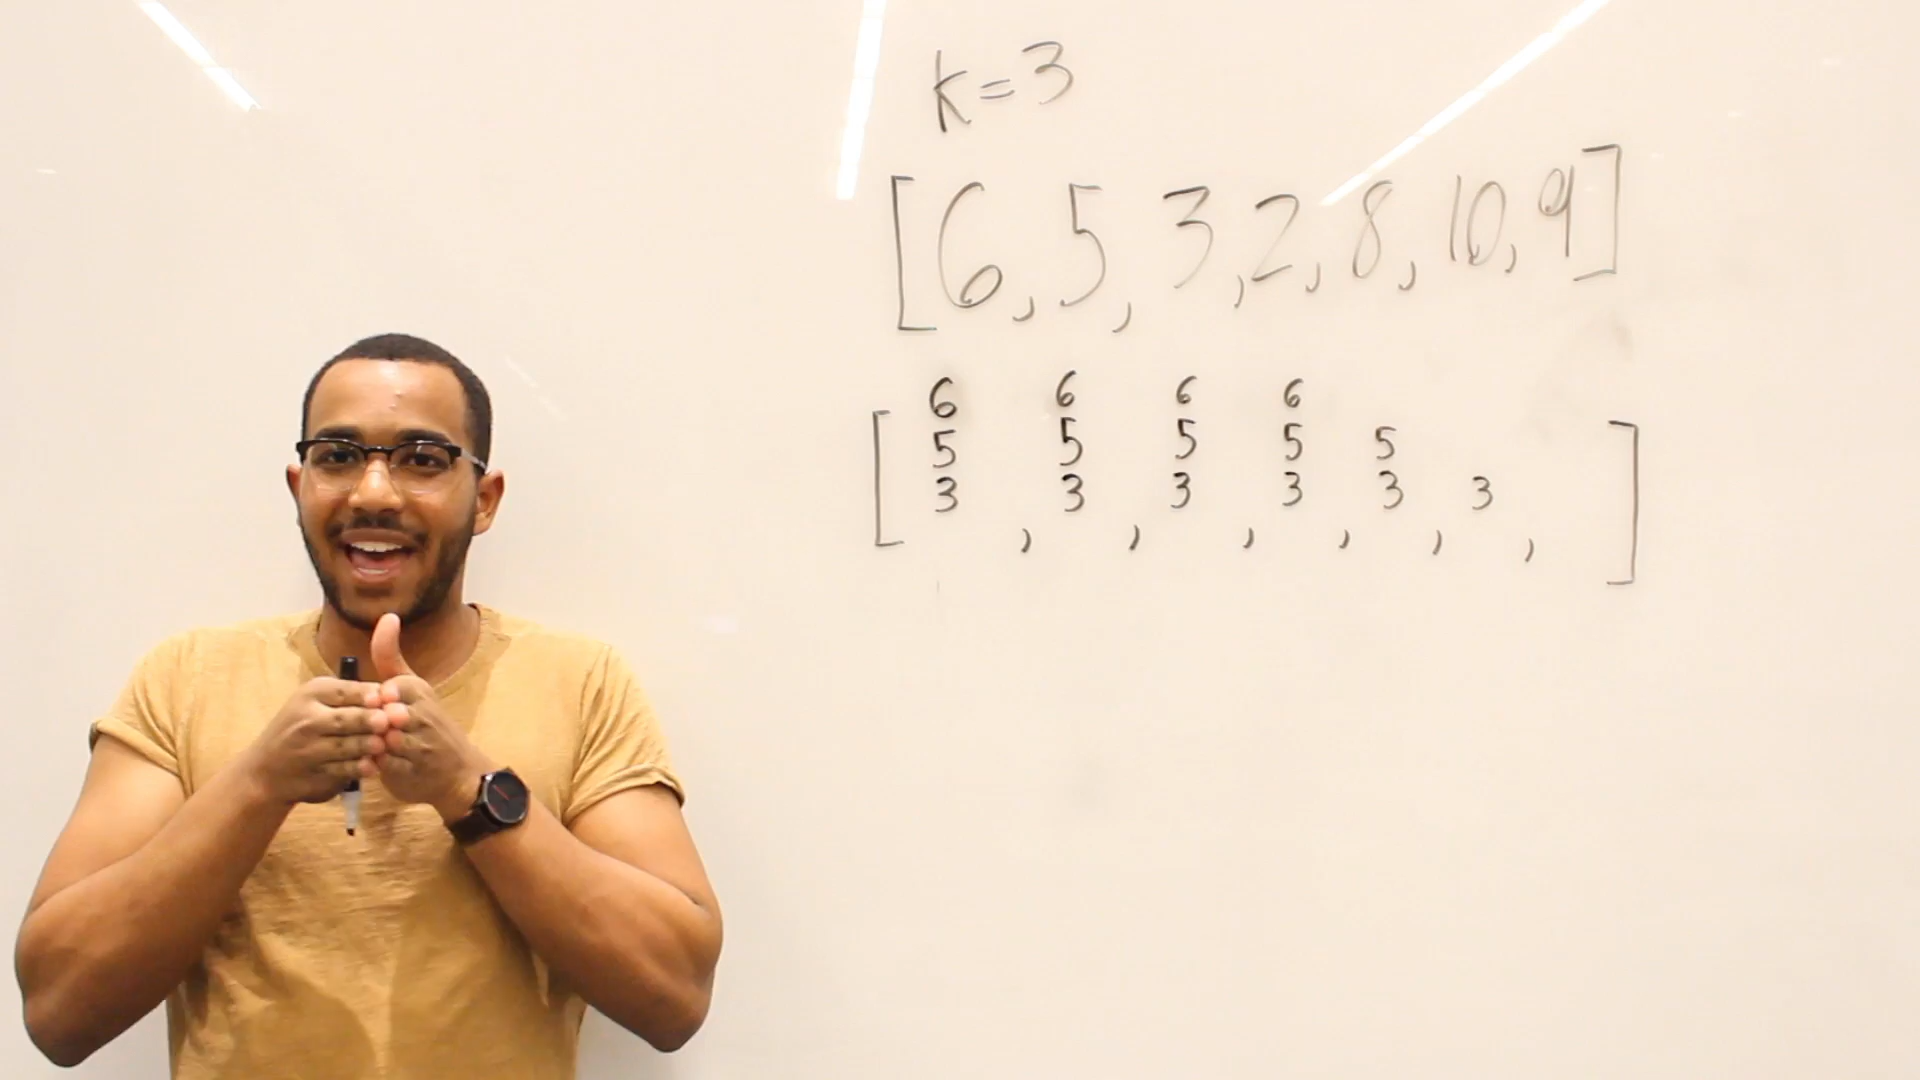 k=3
[6, 5, 3, 2, 8, 10, 9]
6 6 6 6
5 5 5 5 5
3 3 3 3 3 3
[ , , , , , , ]